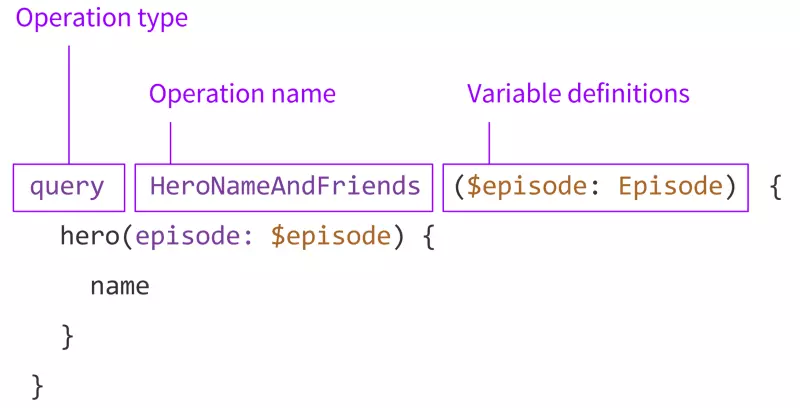 Operation type
Operation name
Variable definitions
query HeroNameAndFriends ($episode: Episode) {
hero(episode: $episode) {
name
}
}